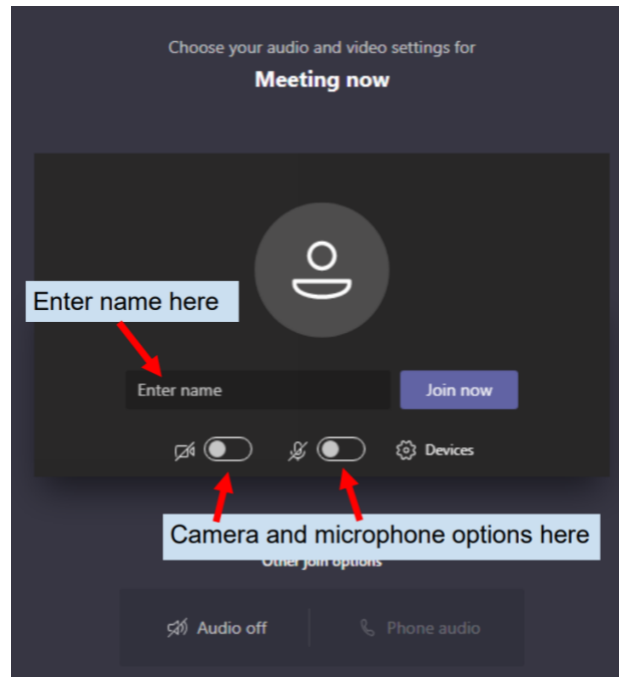 Choose your audio and video settings for
Meeting now
Enter name here
Enter name
Join now
Devices
Camera and microphone options here
Other join options
Audio off
Phone audio